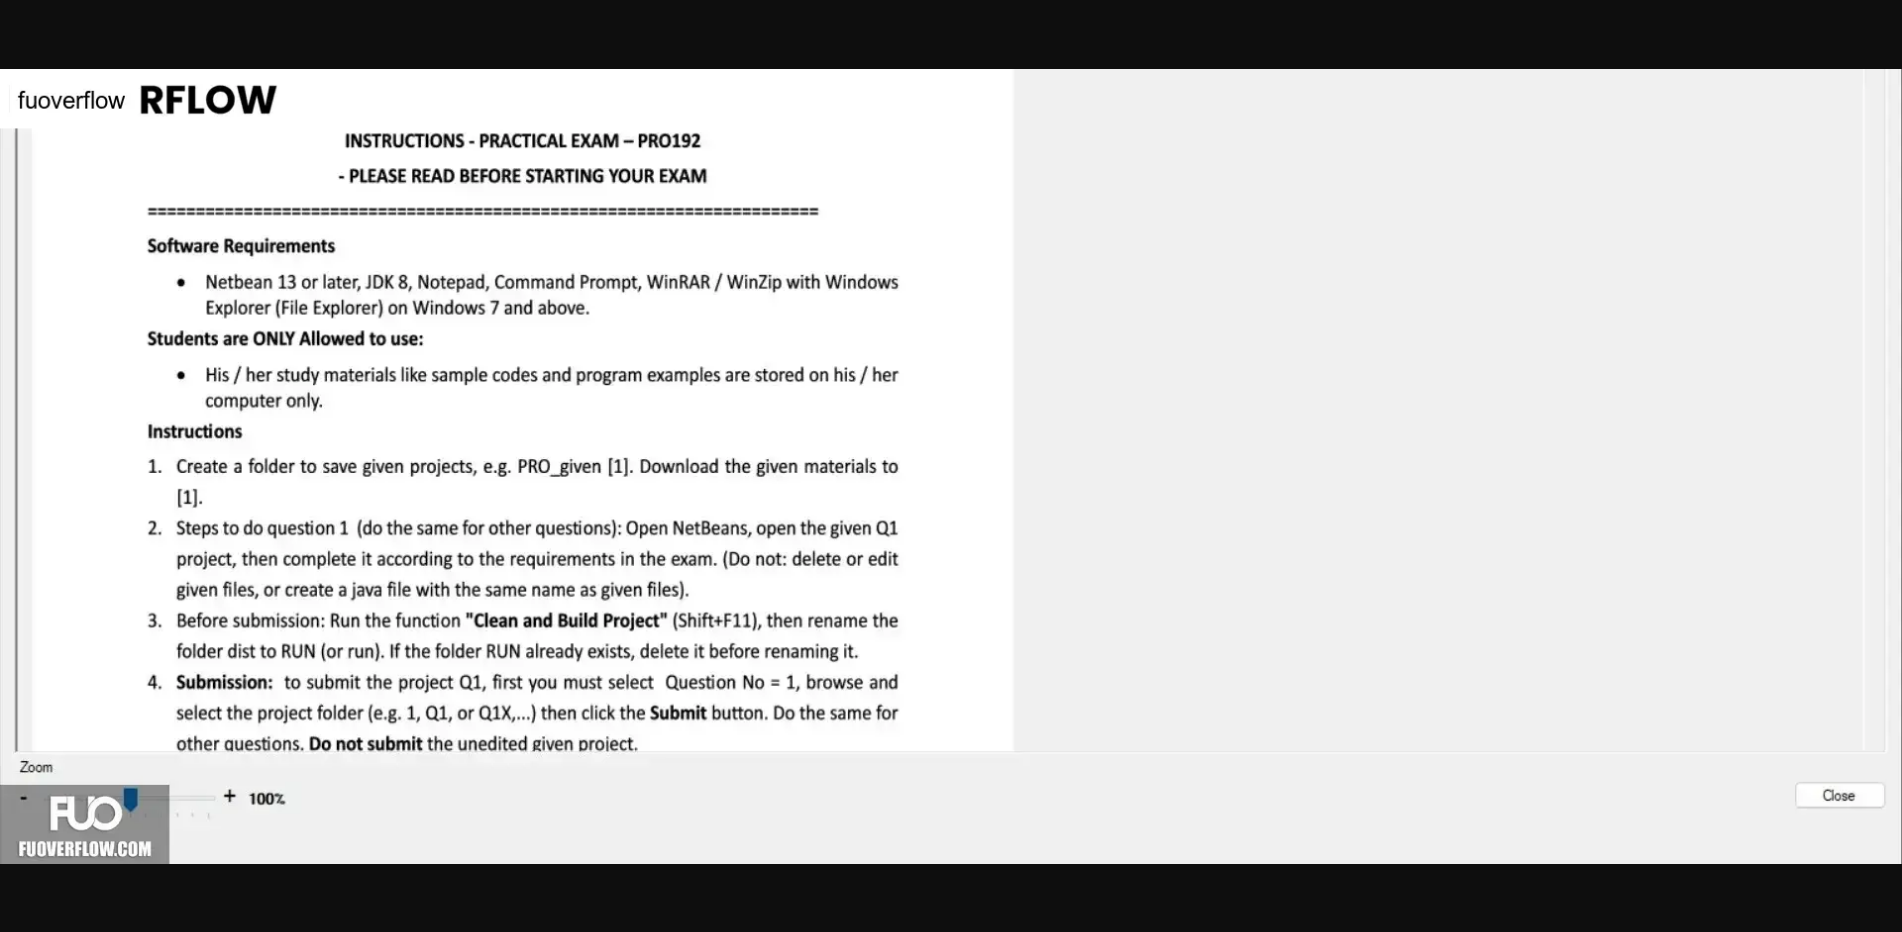 fuoverflow RFLOW
INSTRUCTIONS - PRACTICAL EXAM – PRO192
- PLEASE READ BEFORE STARTING YOUR EXAM
======================================================================
Software Requirements
• Netbean 13 or later, JDK 8, Notepad, Command Prompt, WinRAR / WinZip with Windows
Explorer (File Explorer) on Windows 7 and above.
Students are ONLY Allowed to use:
• His / her study materials like sample codes and program examples are stored on his / her
computer only.
Instructions
1. Create a folder to save given projects, e.g. PRO_given [1]. Download the given materials to
[1].
2. Steps to do question 1 (do the same for other questions): Open NetBeans, open the given Q1
project, then complete it according to the requirements in the exam. (Do not: delete or edit
given files, or create a java file with the same name as given files).
3. Before submission: Run the function "Clean and Build Project" (Shift+F11), then rename the
folder dist to RUN (or run). If the folder RUN already exists, delete it before renaming it.
4. Submission: to submit the project Q1, first you must select Question No = 1, browse and
select the project folder (e.g. 1, Q1, or Q1X,...) then click the Submit button. Do the same for
other questions. Do not submit the unedited given project.
Zoom
- + 100%
Close
FUO
FUOVERFLOW.COM